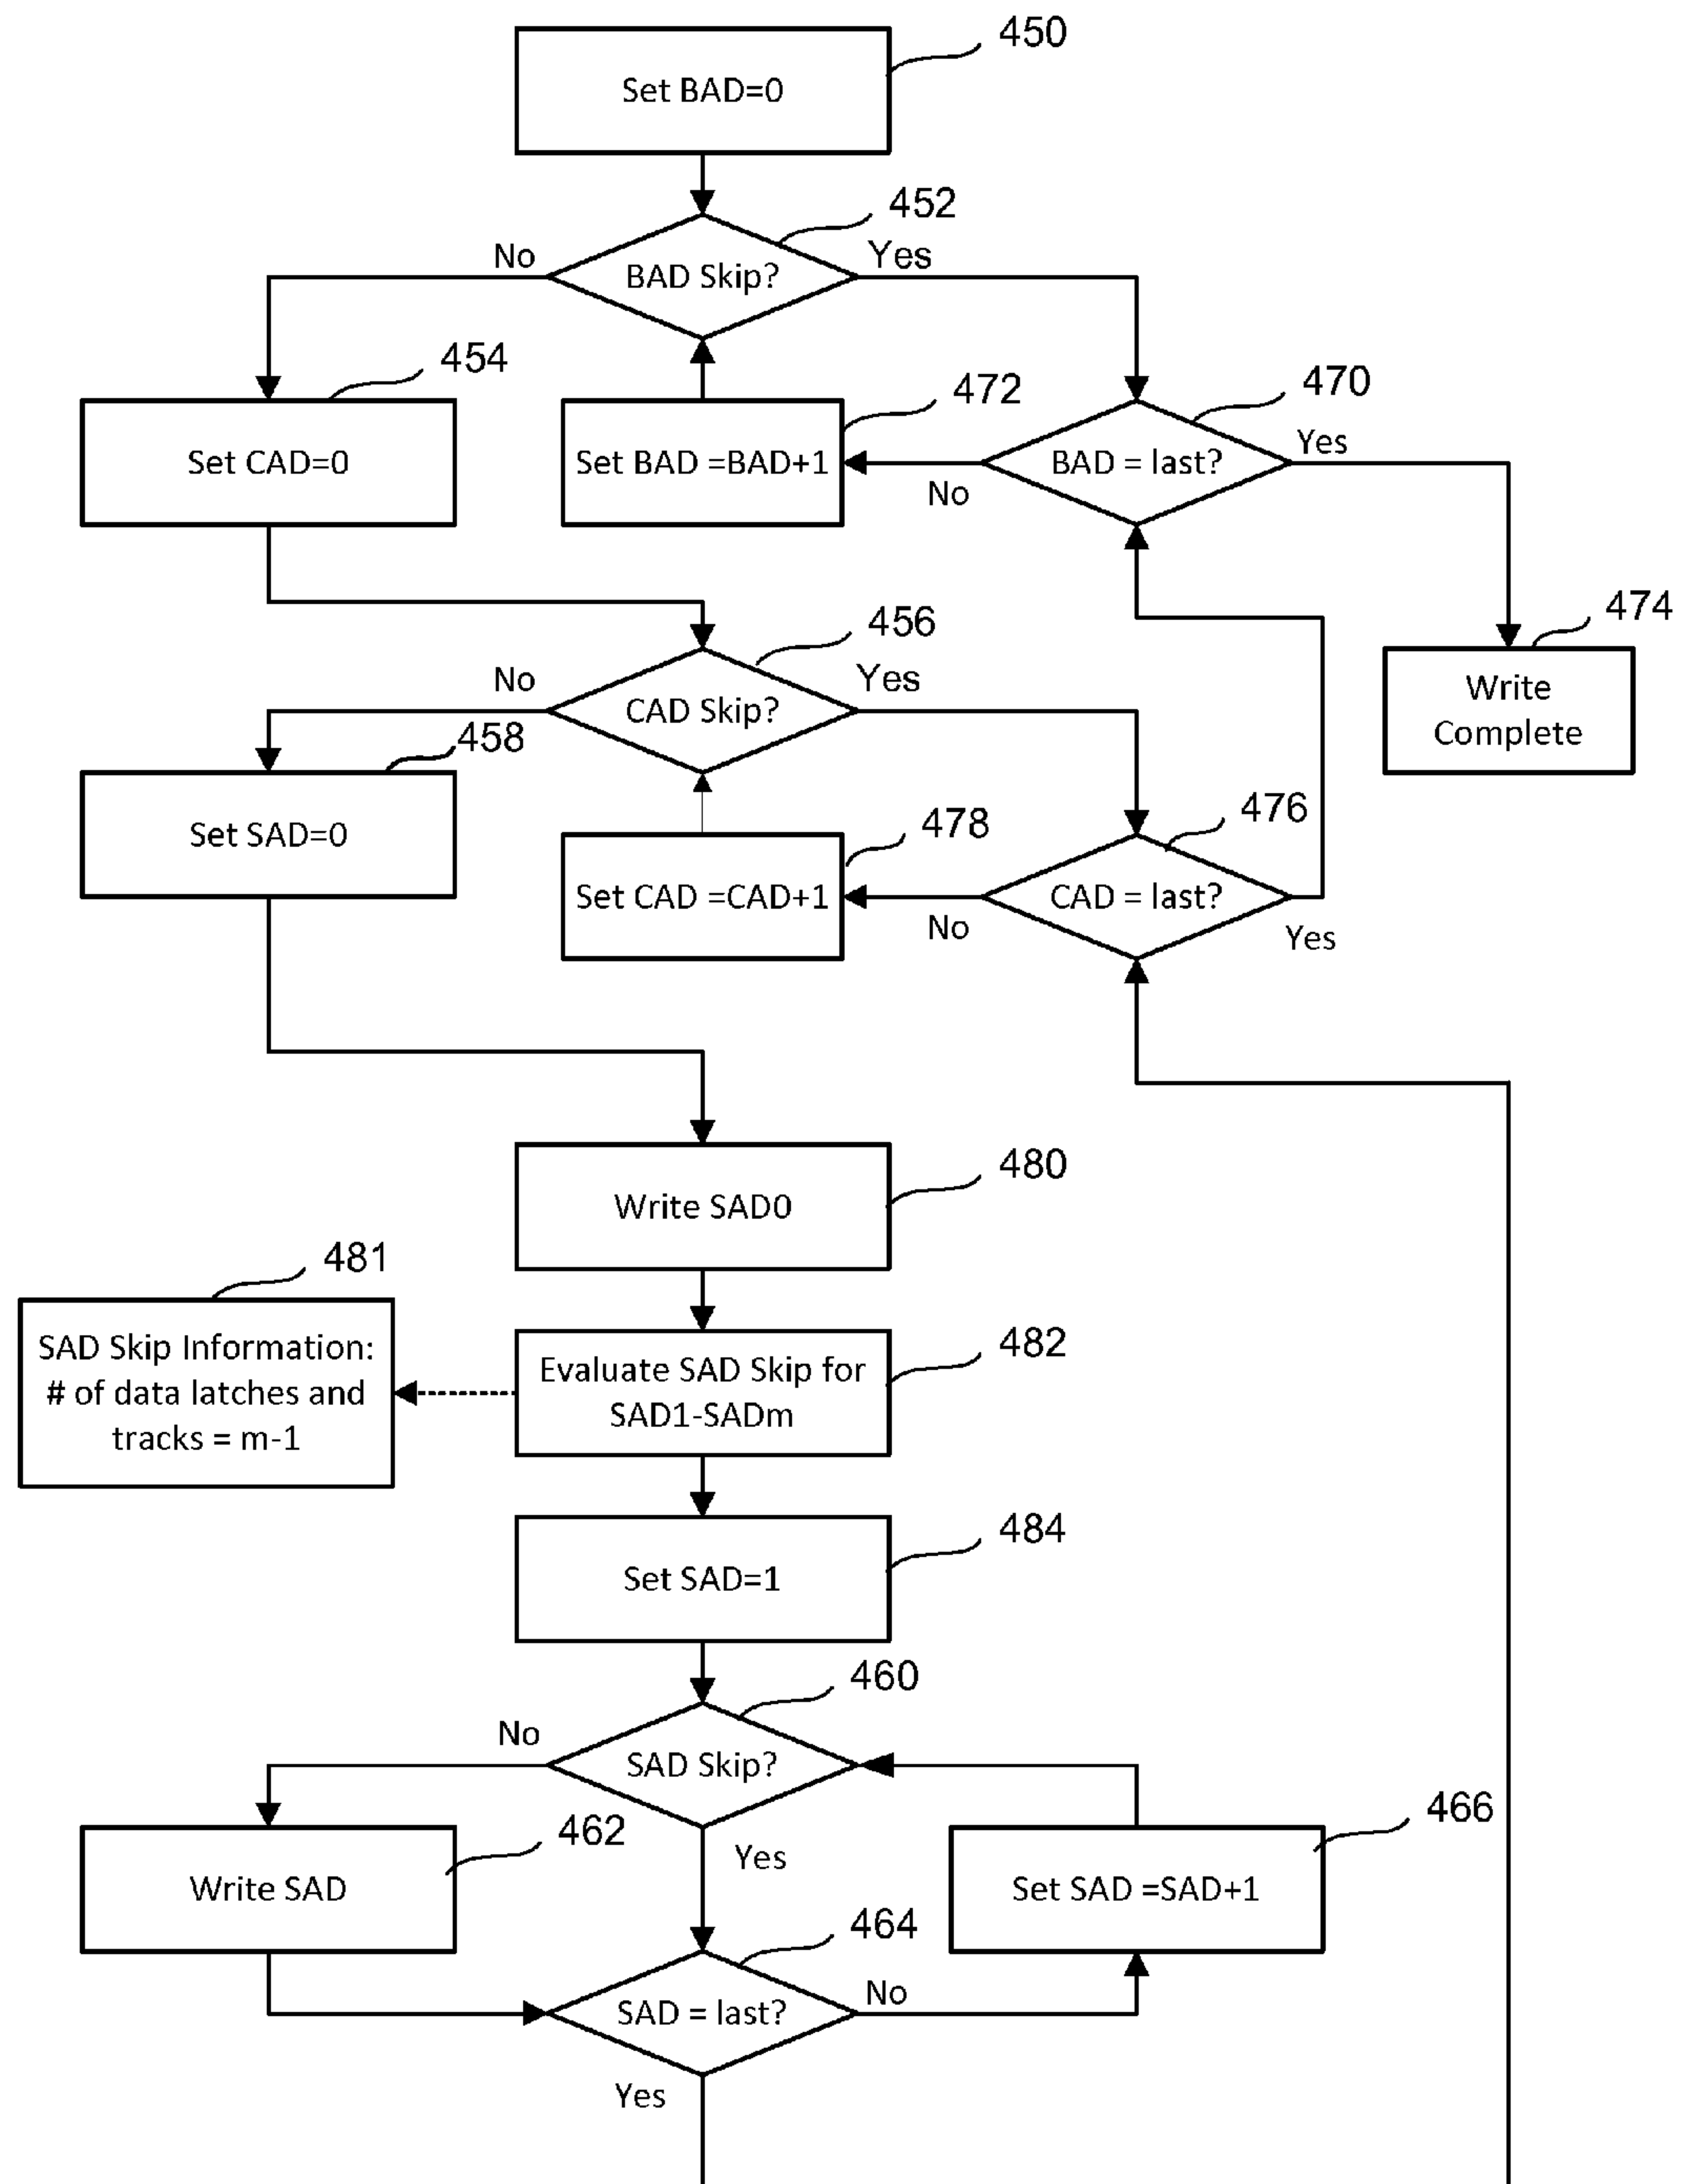 450
Set BAD=0
452
No
Yes
BAD Skip?
454
472
470
Set CAD=0
Set BAD =BAD+1
BAD = last?
Yes
No
474
456
No
Yes
CAD Skip?
Write
Complete
458
Set SAD=0
478
476
Set CAD =CAD+1
CAD = last?
No
Yes
480
Write SAD0
481
SAD Skip Information:
# of data latches and
tracks = m-1
482
Evaluate SAD Skip for
SAD1-SADm
484
Set SAD=1
460
No
SAD Skip?
Yes
462
Write SAD
466
Set SAD =SAD+1
464
SAD = last?
No
Yes